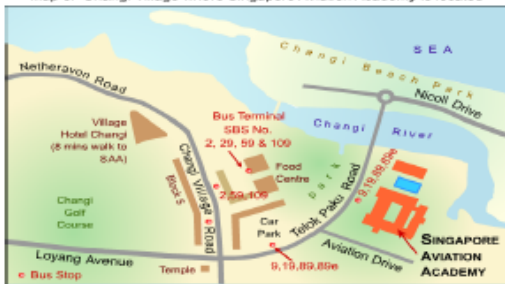 SEA
Changi Beach Park
Netheravon Road
Nicoll Drive
Village
Hotel Changi
(8 mins walk to
SAA)
Bus Terminal
SBS No.
2, 29, 59 & 109
Changi River
Food
Centre
Park
9,19,89,89e
Block 5
Changi Village Road
2,59,109
Telok Paku Road
Changi
Golf
Course
Car
Park
Aviation Drive
SINGAPORE
AVIATION
ACADEMY
Loyang Avenue
Temple
9,19,89,89e
Bus Stop